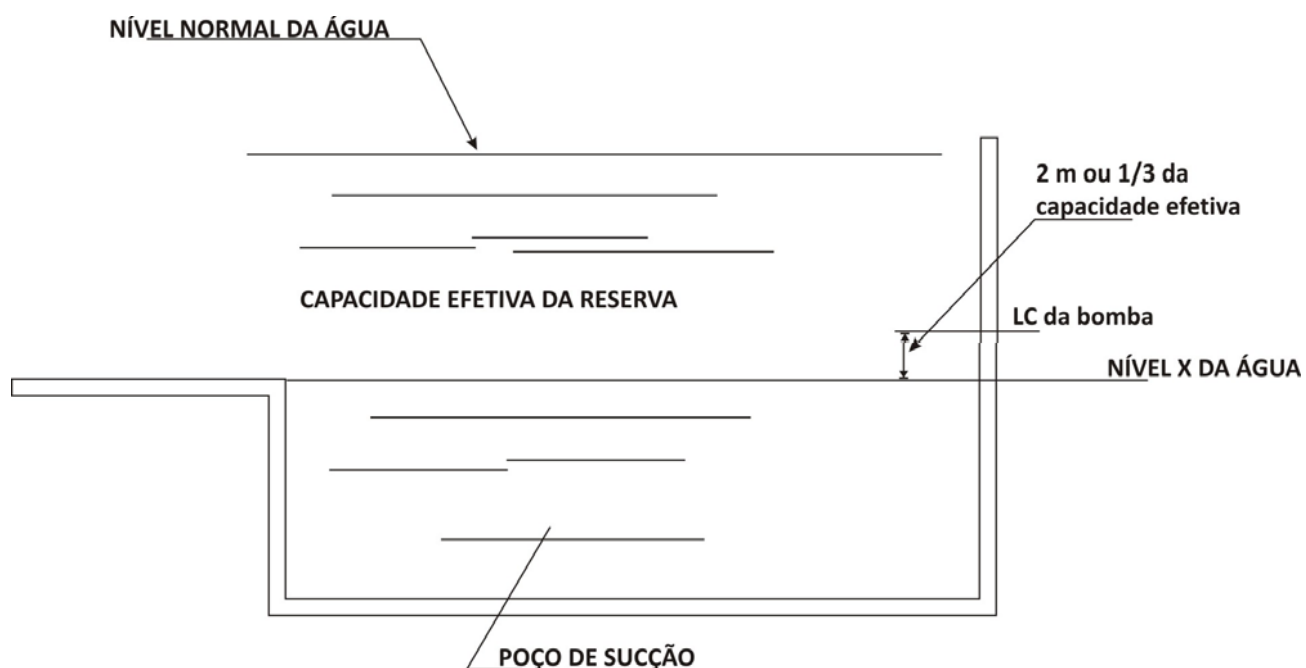 NÍVEL NORMAL DA ÁGUA
2 m ou 1/3 da
capacidade efetiva
CAPACIDADE EFETIVA DA RESERVA
LC da bomba
NÍVEL X DA ÁGUA
POÇO DE SUCÇÃO